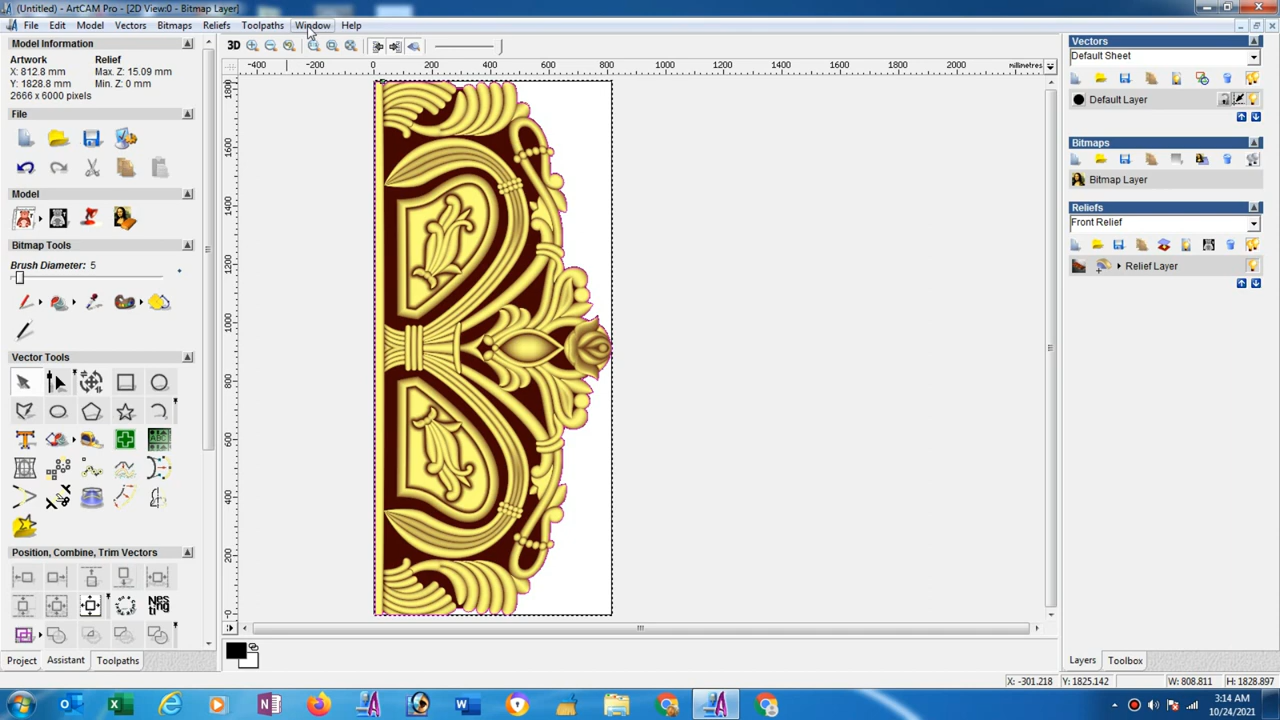 (Untitled) - ArtCAM Pro - [2D View:0 - Bitmap Layer]
File Edit Model Vectors Bitmaps Reliefs Toolpaths Window Help
Model Information
Artwork Relief
X: 812.8 mm Max. Z: 15.09 mm
Y: 1828.8 mm Min. Z: 0 mm
2666 x 6000 pixels
File
Model
Bitmap Tools
Brush Diameter: 5
Vector Tools
Position, Combine, Trim Vectors
Project Assistant Toolpaths
3D
-400 -200 0 200 400 600 800 1000 1200 1400 1600 1800 2000 millimetres
1800
1600
1400
1200
1000
800
600
400
200
0
Vectors
Default Sheet
Default Layer
Bitmaps
Bitmap Layer
Reliefs
Front Relief
Relief Layer
Layers Toolbox
X: -301.218 Y: 1825.142 W: 808.811 H: 1828.897
3:14 AM
10/24/2021